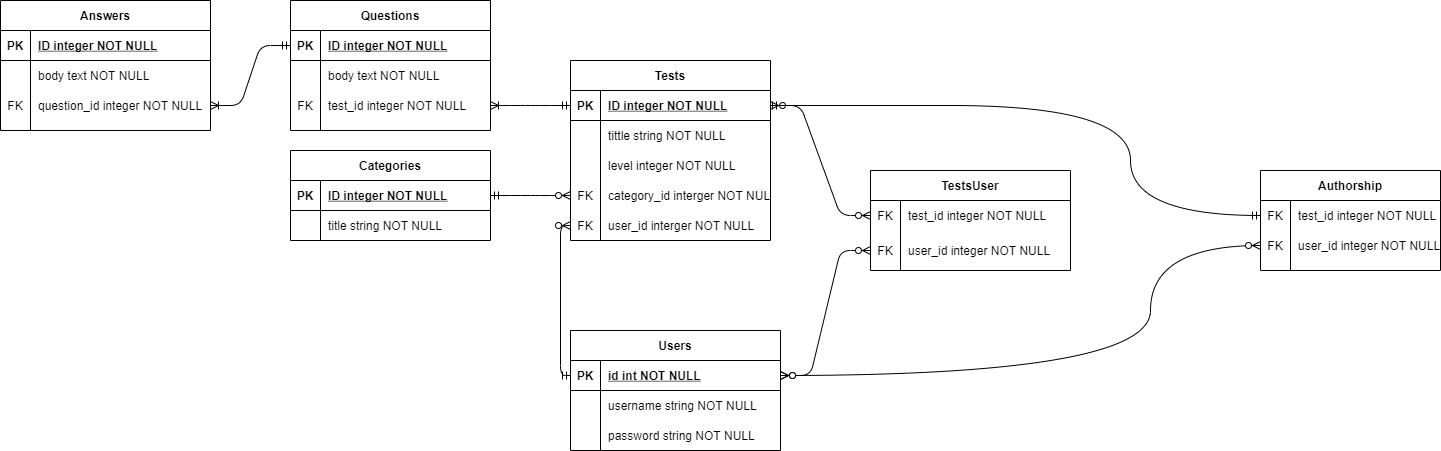 Answers
PK ID integer NOT NULL
body text NOT NULL
FK question_id integer NOT NULL
Questions
PK ID integer NOT NULL
body text NOT NULL
FK test_id integer NOT NULL
Categories
PK ID integer NOT NULL
title string NOT NULL
Tests
PK ID integer NOT NULL
tittle string NOT NULL
level integer NOT NULL
FK category_id interger NOT NUL
FK user_id interger NOT NULL
Users
PK id int NOT NULL
username string NOT NULL
password string NOT NULL
TestsUser
FK test_id integer NOT NULL
FK user_id integer NOT NULL
Authorship
FK test_id integer NOT NULL
FK user_id integer NOT NULL